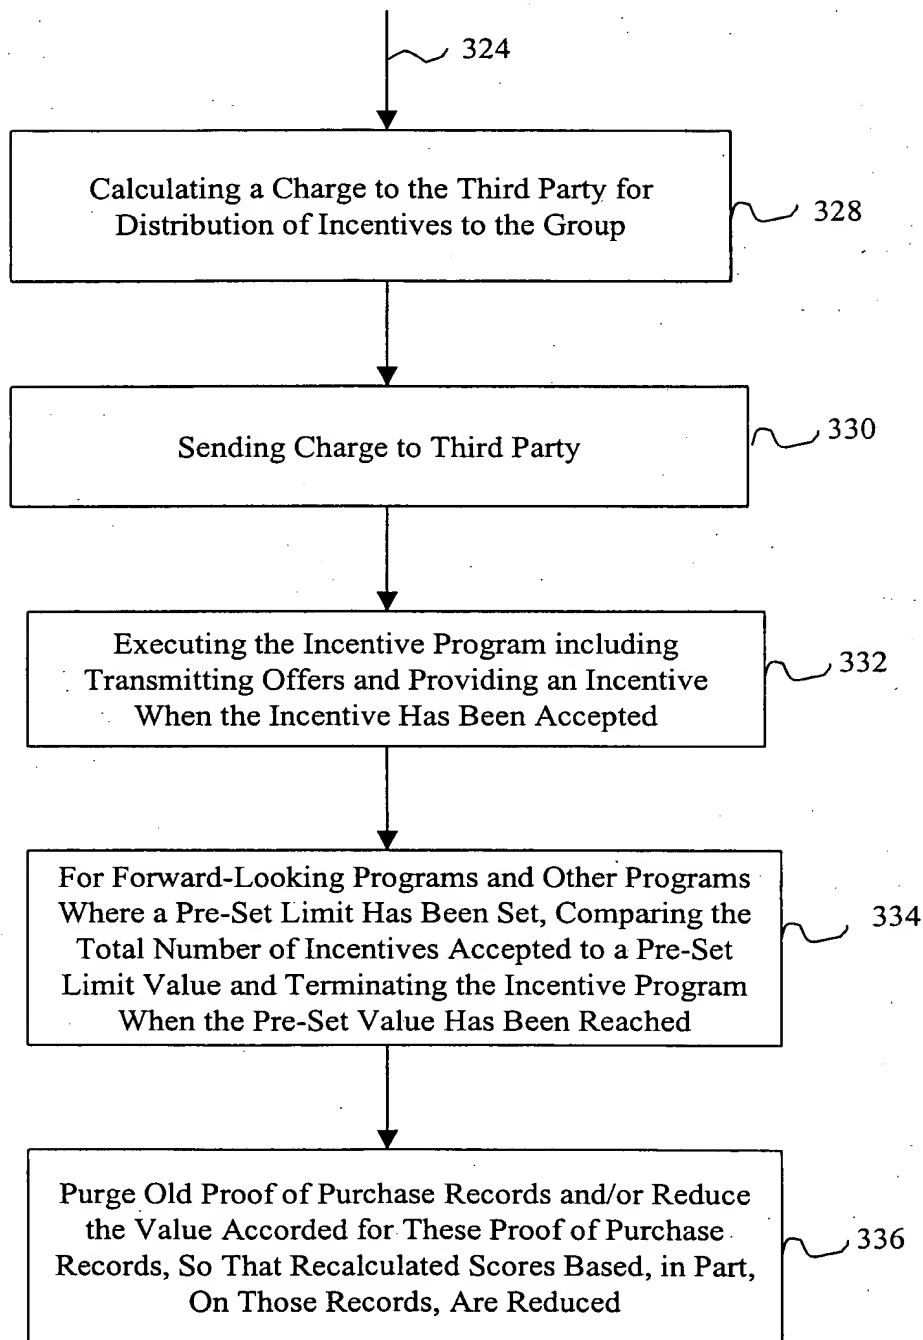 324
Calculating a Charge to the Third Party for
Distribution of Incentives to the Group
328
Sending Charge to Third Party
330
Executing the Incentive Program including
Transmitting Offers and Providing an Incentive
When the Incentive Has Been Accepted
332
For Forward-Looking Programs and Other Programs
Where a Pre-Set Limit Has Been Set, Comparing the
Total Number of Incentives Accepted to a Pre-Set
Limit Value and Terminating the Incentive Program
When the Pre-Set Value Has Been Reached
334
Purge Old Proof of Purchase Records and/or Reduce
the Value Accorded for These Proof of Purchase
Records, So That Recalculated Scores Based, in Part,
On Those Records, Are Reduced
336